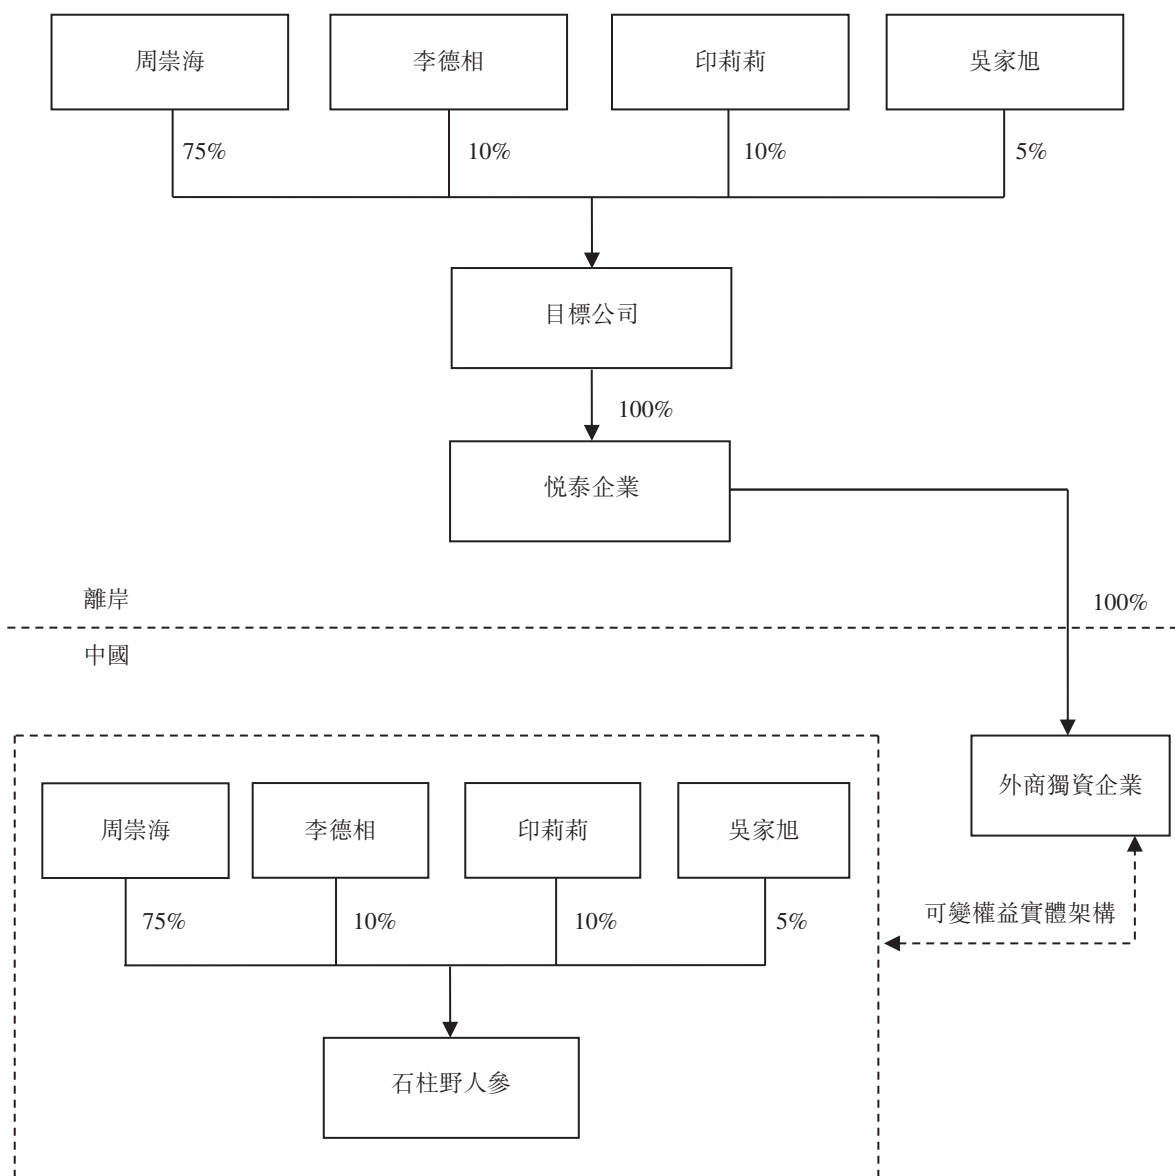 周崇海 李德相 印莉莉 吳家旭
75% 10% 10% 5%
目標公司
100%
悦泰企業
離岸
100%
中國
外商獨資企業
周崇海 李德相 印莉莉 吳家旭
75% 10% 10% 5%
可變權益實體架構
石柱野人參